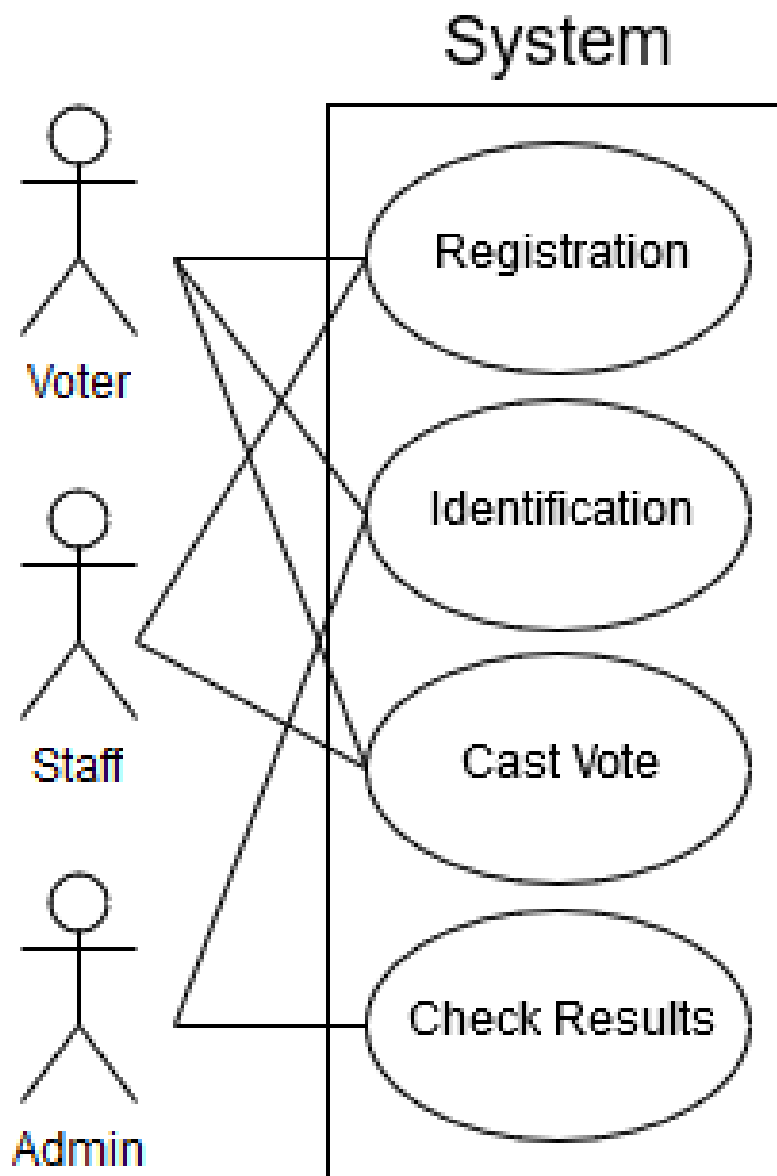 System
Registration
Voter
Identification
Staff
Cast Vote
Check Results
Admin